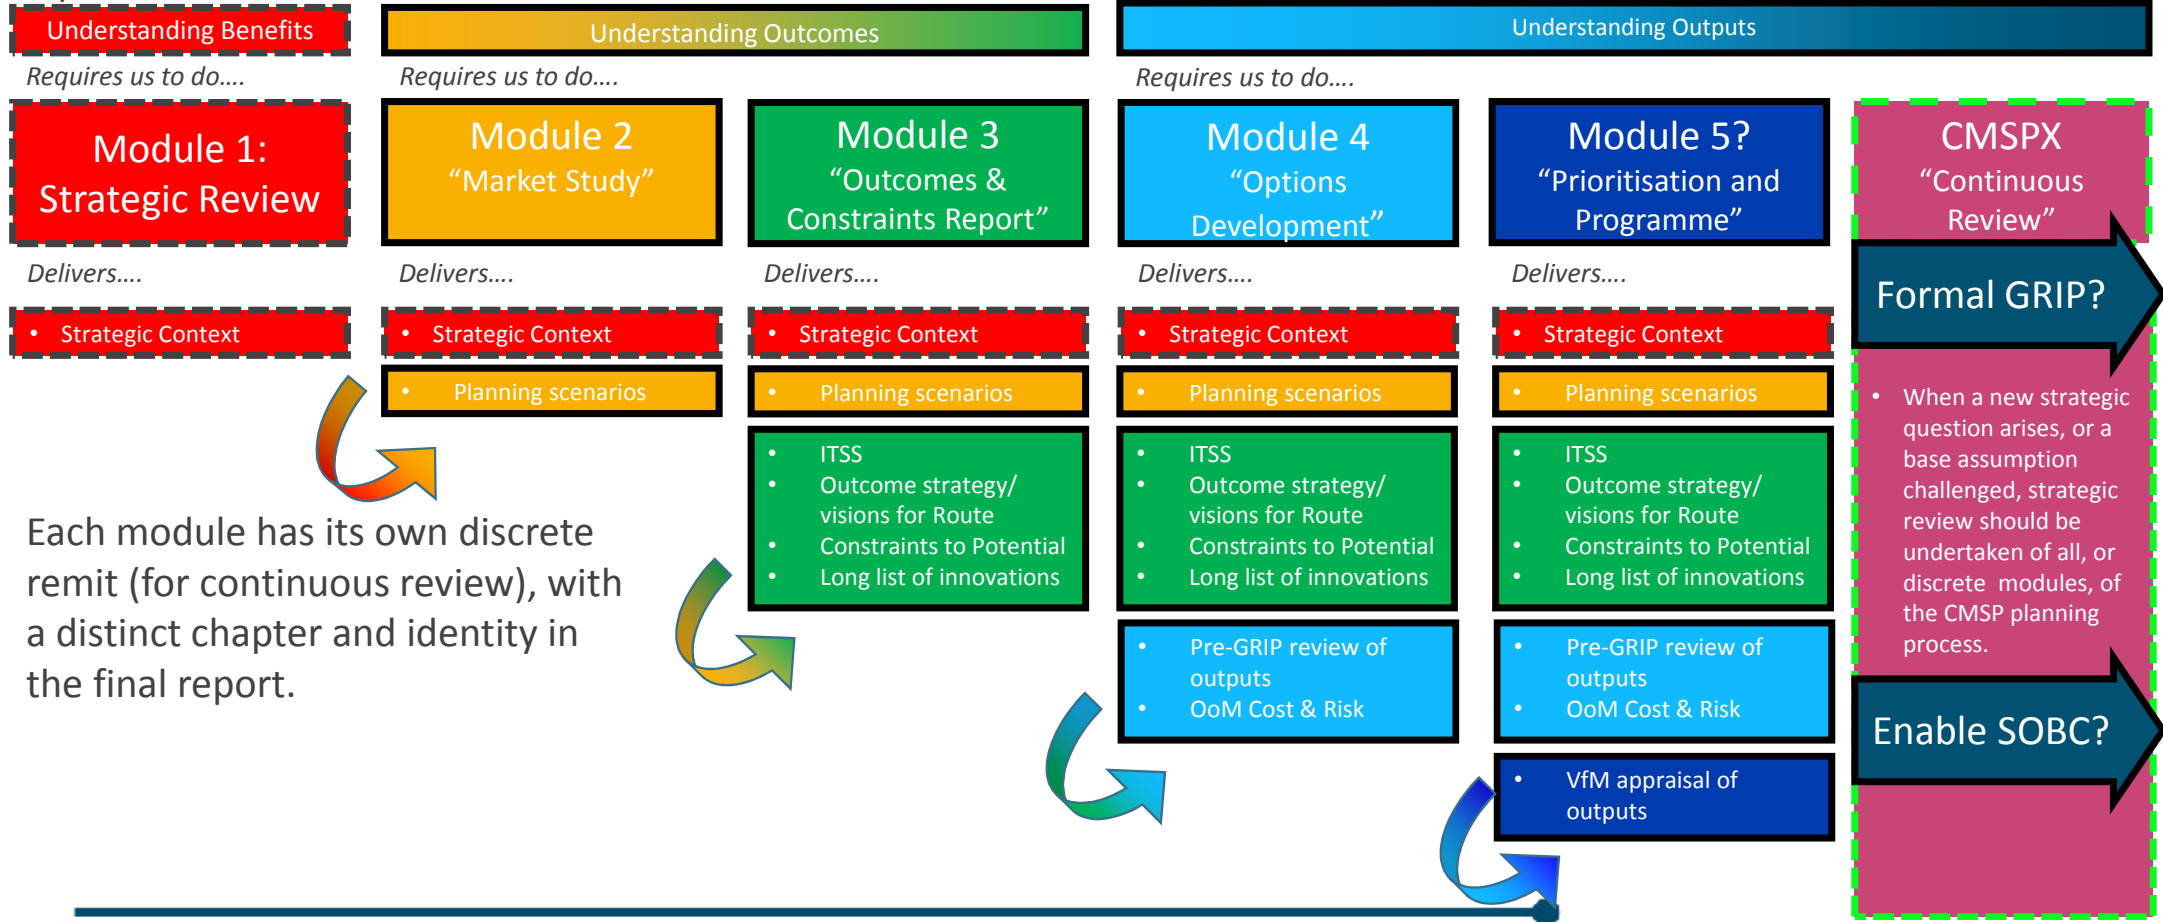 Understanding Benefits
Understanding Outcomes
Understanding Outputs
Requires us to do....
Requires us to do....
Requires us to do....
Module 1:
Strategic Review
Module 2
“Market Study”
Module 3
“Outcomes &
Constraints Report”
Module 4
“Options
Development”
Module 5?
“Prioritisation and
Programme”
CMSPX
“Continuous
Review”
Delivers....
Delivers....
Delivers....
Delivers....
Delivers....
Formal GRIP?
• Strategic Context
• Strategic Context
• Strategic Context
• Strategic Context
• Strategic Context
• Planning scenarios
• Planning scenarios
• Planning scenarios
• Planning scenarios
• ITSS
• Outcome strategy/
visions for Route
• Constraints to Potential
• Long list of innovations
• ITSS
• Outcome strategy/
visions for Route
• Constraints to Potential
• Long list of innovations
• ITSS
• Outcome strategy/
visions for Route
• Constraints to Potential
• Long list of innovations
• When a new strategic
question arises, or a
base assumption
challenged, strategic
review should be
undertaken of all, or
discrete modules, of
the CMSP planning
process.
Each module has its own discrete
remit (for continuous review), with
a distinct chapter and identity in
the final report.
• Pre-GRIP review of
outputs
• OoM Cost & Risk
• Pre-GRIP review of
outputs
• OoM Cost & Risk
Enable SOBC?
• VfM appraisal of
outputs